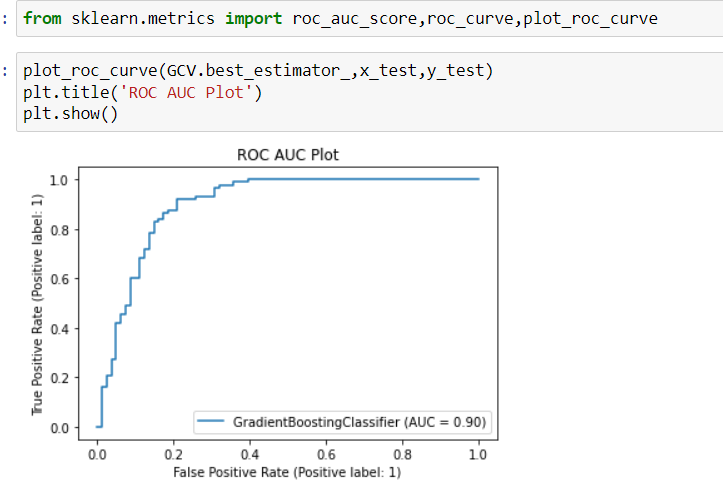 : from sklearn.metrics import roc_auc_score,roc_curve,plot_roc_curve
: plot_roc_curve(GCV.best_estimator_,x_test,y_test)
plt.title('ROC AUC Plot')
plt.show()
ROC AUC Plot
True Positive Rate (Positive label: 1)
1.0
0.8
0.6
0.4
0.2
0.0
GradientBoostingClassifier (AUC = 0.90)
0.0 0.2 0.4 0.6 0.8 1.0
False Positive Rate (Positive label: 1)